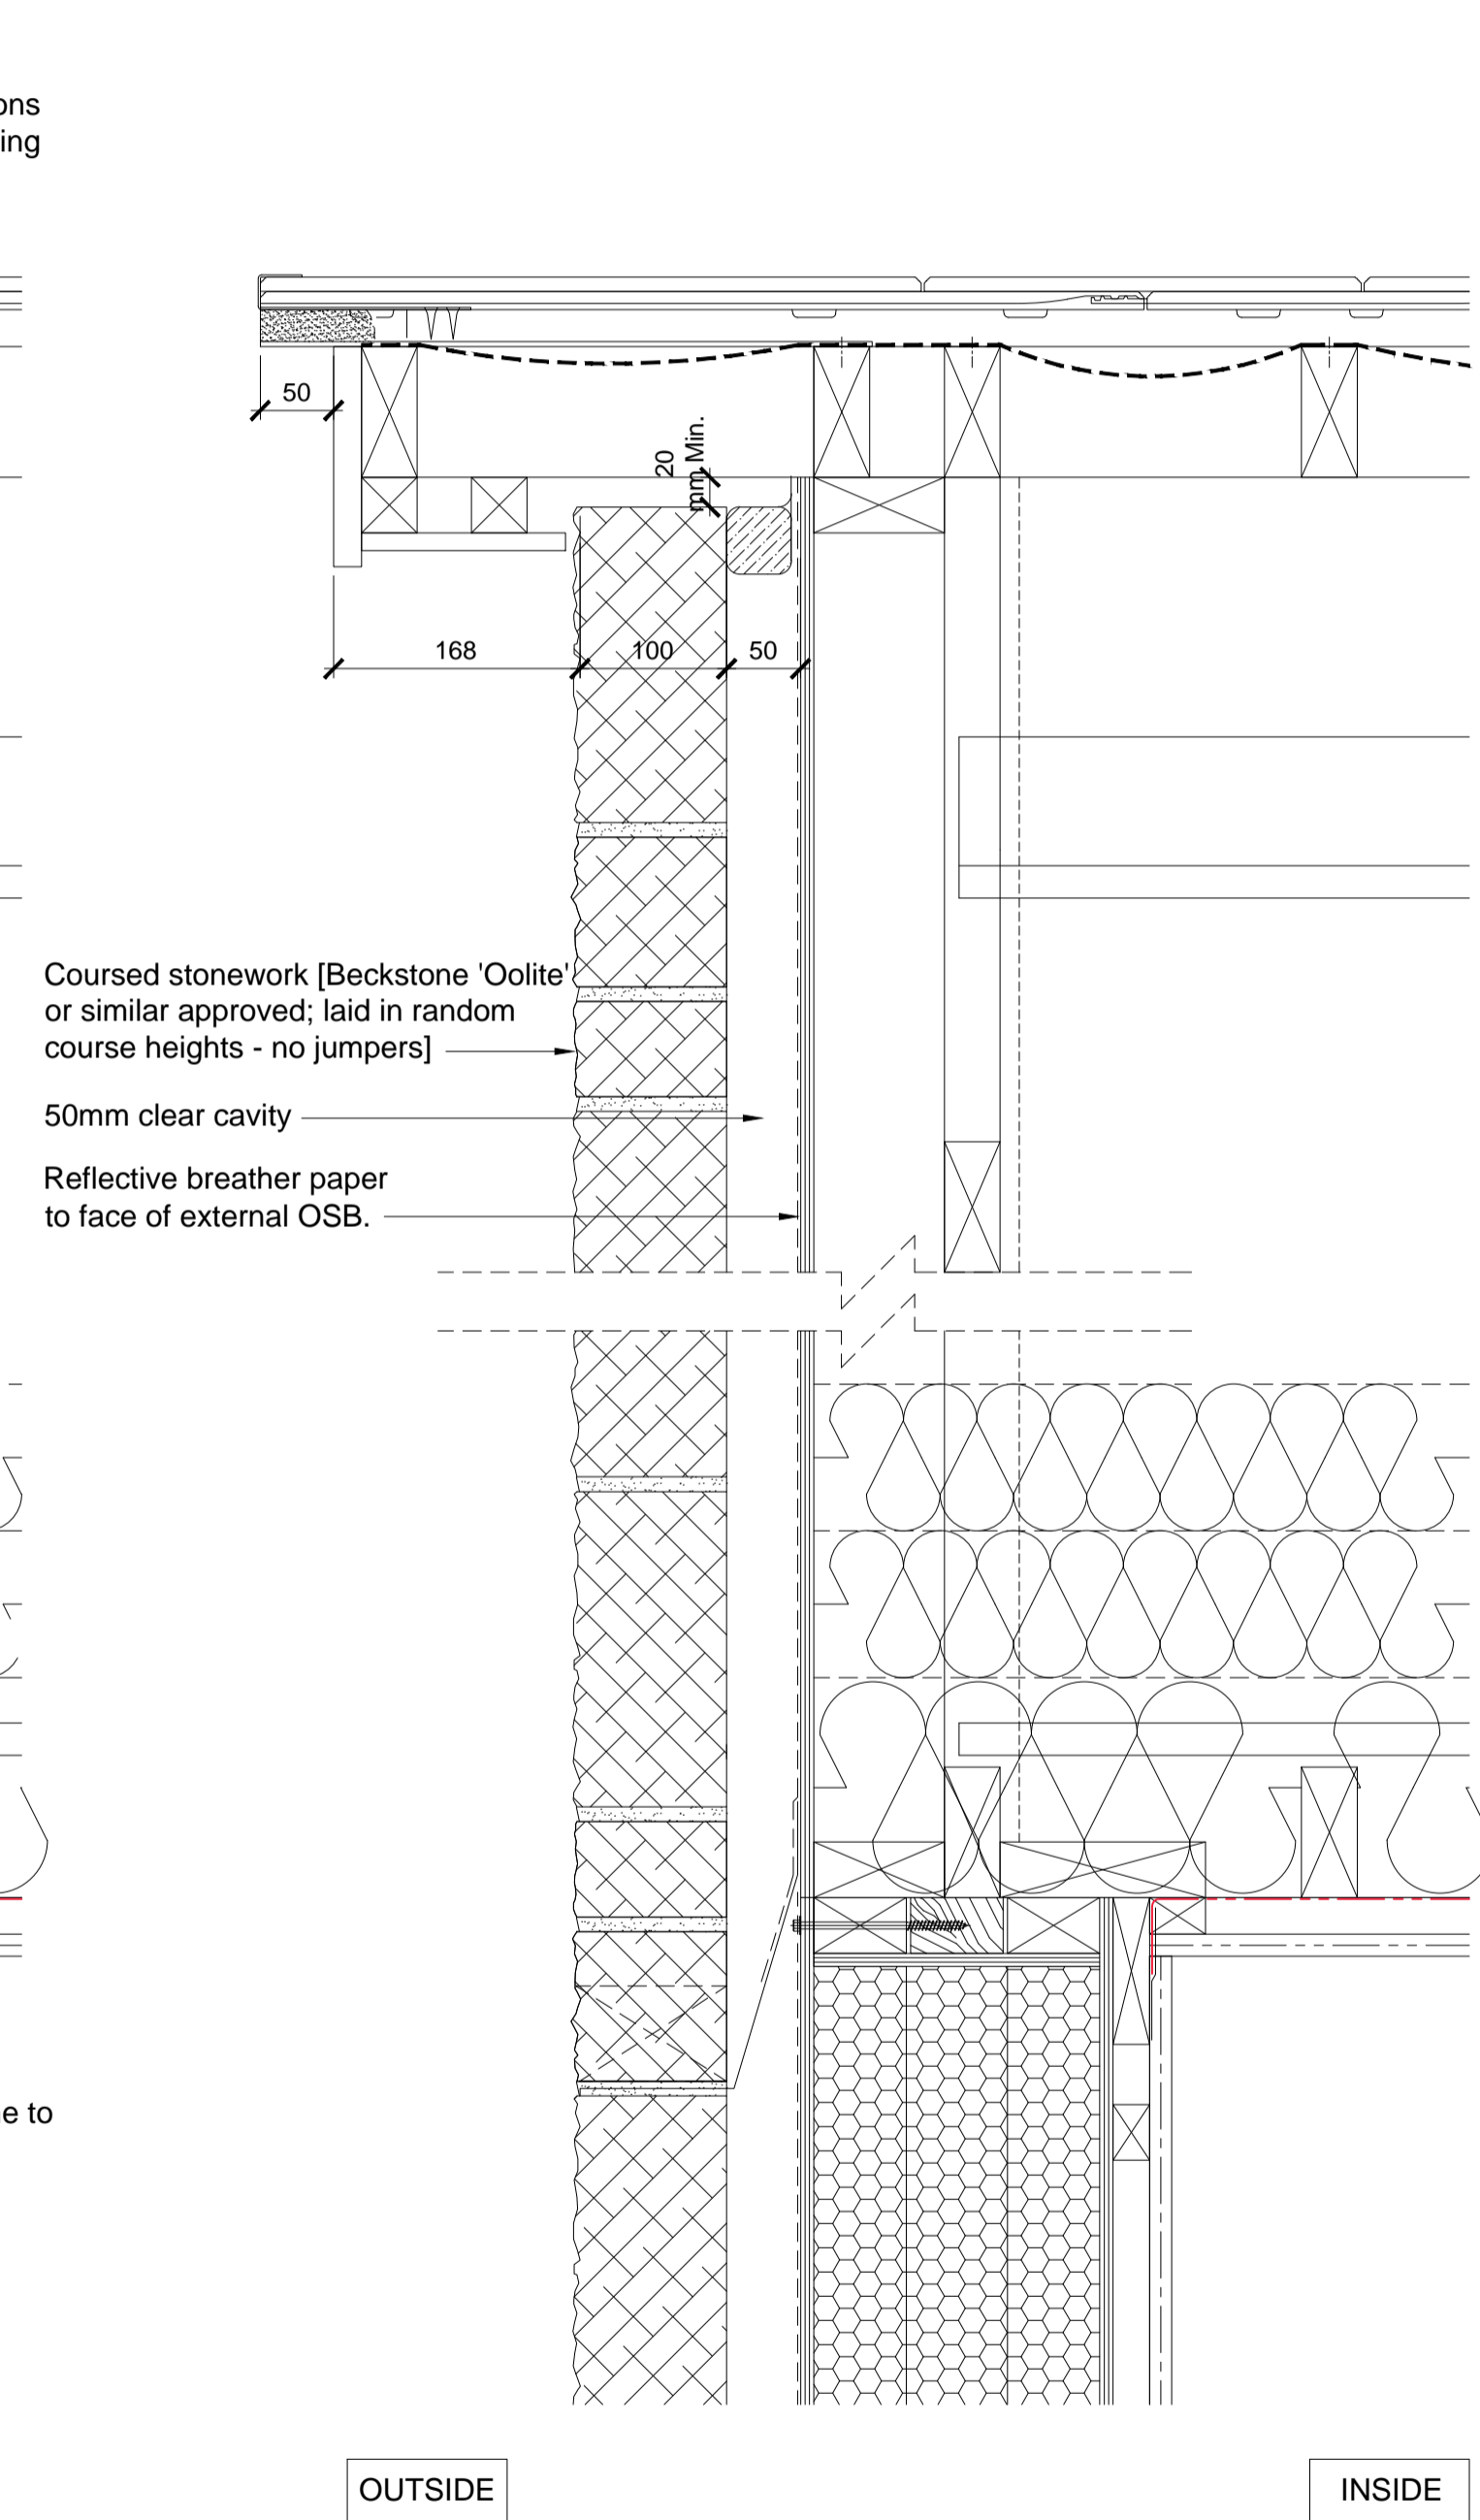 ons
ing
50
20
mm Min.
168
100
50
Coursed stonework [Beckstone 'Oolite'
or similar approved; laid in random
course heights - no jumpers]
50mm clear cavity
Reflective breather paper
to face of external OSB.
e to
OUTSIDE
INSIDE